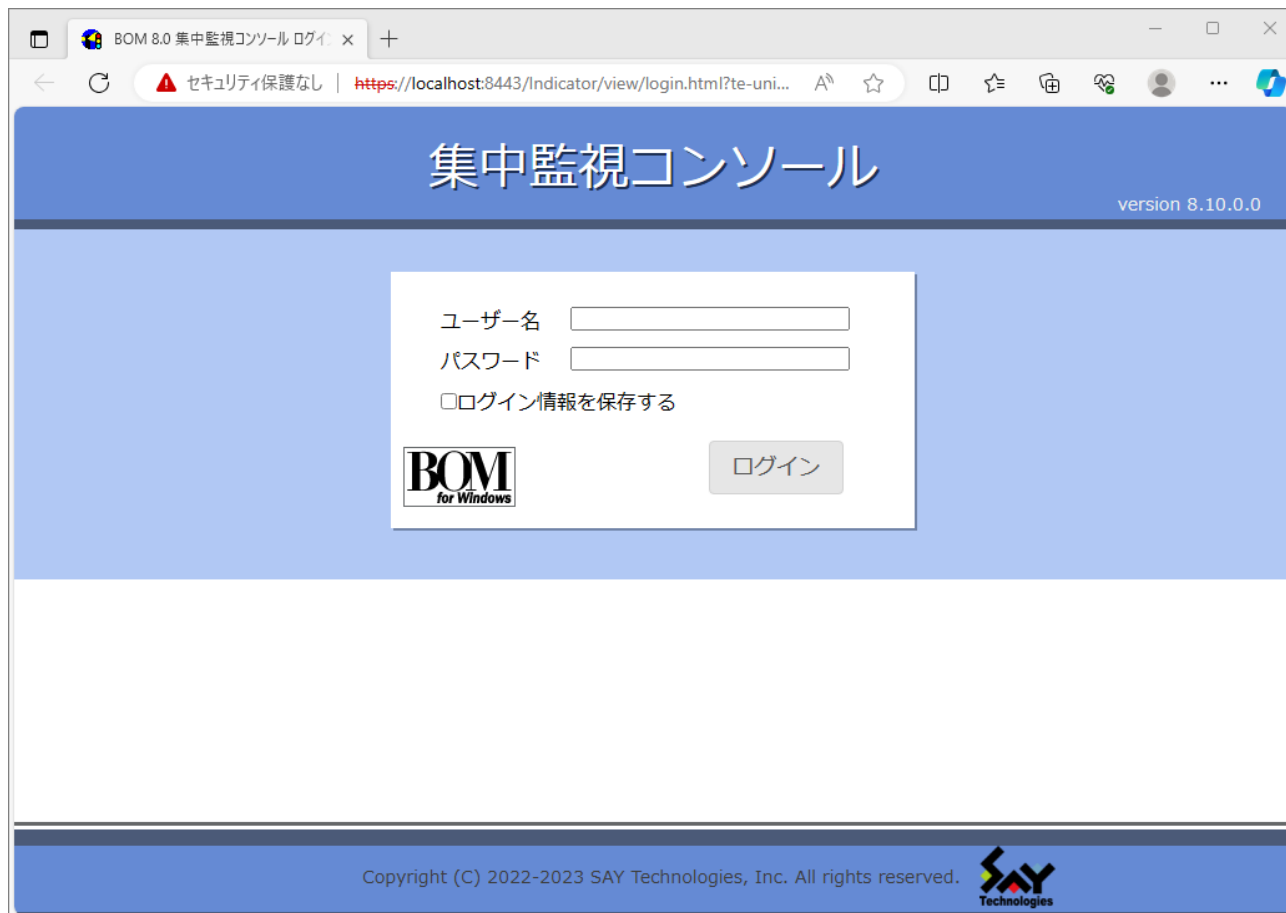 BOM 8.0 集中監視コンソール ログイ
セキュリティ保護なし | https://localhost:8443/Indicator/view/login.html?te-uni...
集中監視コンソール
version 8.10.0.0
ユーザー名
パスワード
ログイン情報を保存する
BOM
for Windows
ログイン
Copyright (C) 2022-2023 SAY Technologies, Inc. All rights reserved.
SAY
Technologies